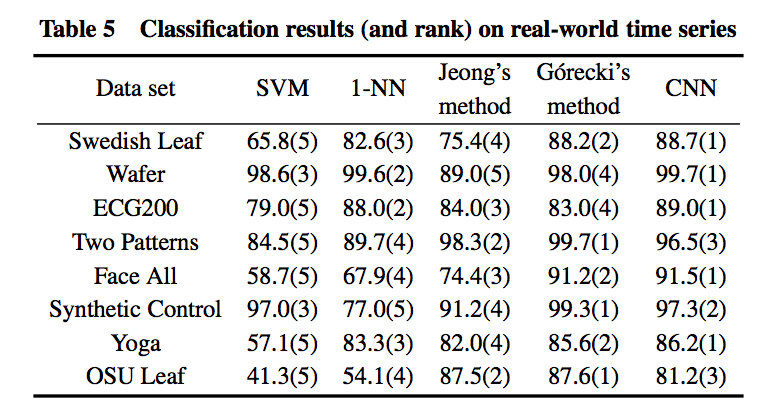 Table 5 Classification results (and rank) on real-world time series
Data set SVM 1-NN Jeong's method Górecki's method CNN
Swedish Leaf 65.8(5) 82.6(3) 75.4(4) 88.2(2) 88.7(1)
Wafer 98.6(3) 99.6(2) 89.0(5) 98.0(4) 99.7(1)
ECG200 79.0(5) 88.0(2) 84.0(3) 83.0(4) 89.0(1)
Two Patterns 84.5(5) 89.7(4) 98.3(2) 99.7(1) 96.5(3)
Face All 58.7(5) 67.9(4) 74.4(3) 91.2(2) 91.5(1)
Synthetic Control 97.0(3) 77.0(5) 91.2(4) 99.3(1) 97.3(2)
Yoga 57.1(5) 83.3(3) 82.0(4) 85.6(2) 86.2(1)
OSU Leaf 41.3(5) 54.1(4) 87.5(2) 87.6(1) 81.2(3)